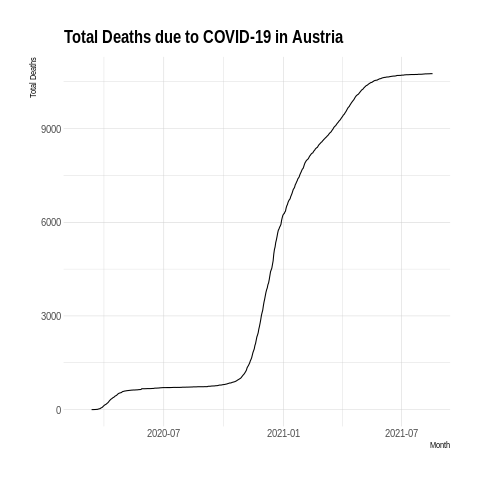 Total Deaths due to COVID-19 in Austria
Total Deaths
9000
6000
3000
0
2020-07
2021-01
2021-07
Month